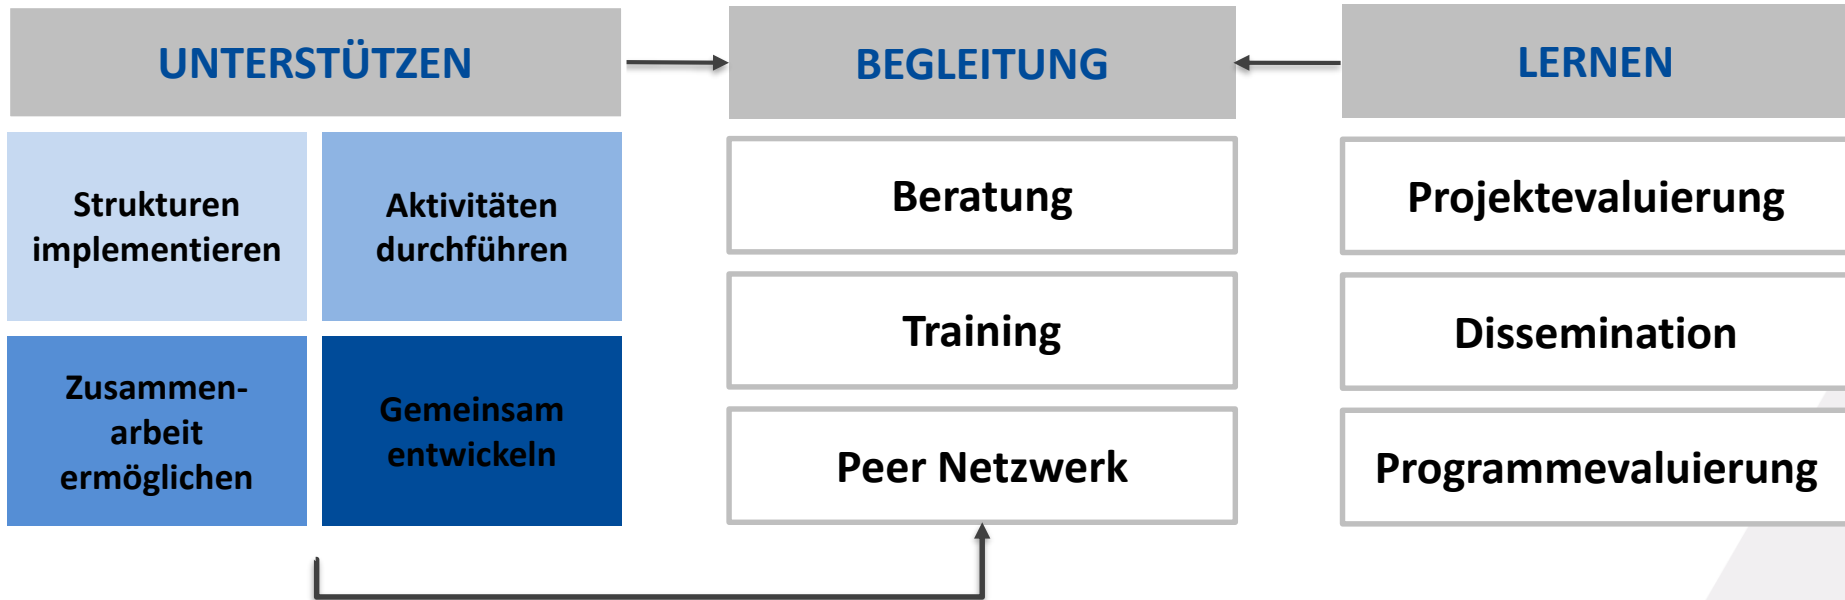 UNTERSTÜTZEN
Strukturen
implementieren
Aktivitäten
durchführen
Zusammen-
arbeit
ermöglichen
Gemeinsam
entwickeln
BEGLEITUNG
Beratung
Training
Peer Netzwerk
LERNEN
Projektevaluierung
Dissemination
Programmevaluierung